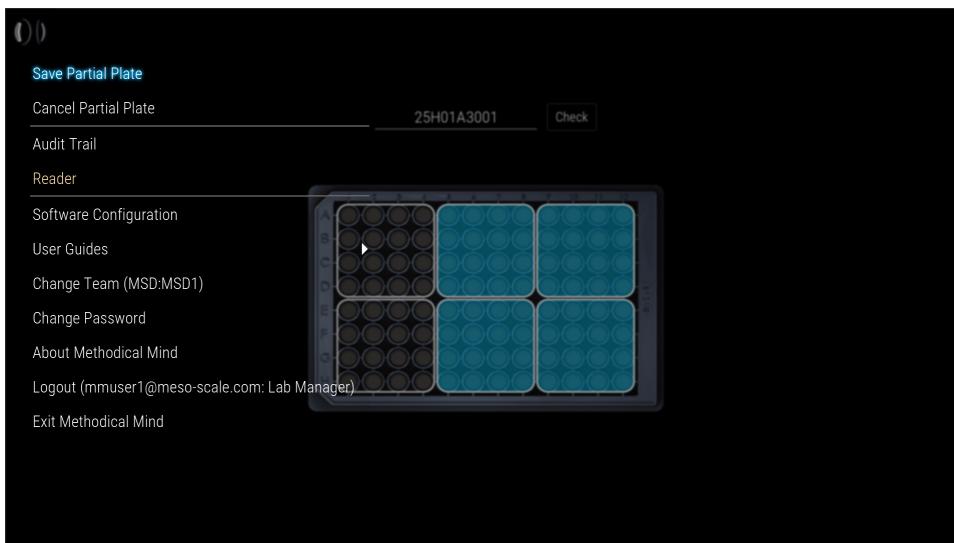 Save Partial Plate
Cancel Partial Plate
25H01A3001 Check
Audit Trail
Reader
Software Configuration
A
B
User Guides
C
Change Team (MSD:MSD1)
D
E
Change Password
F
About Methodical Mind
G
Logout (mmuser1@meso-scale.com: Lab Manager)
Exit Methodical Mind